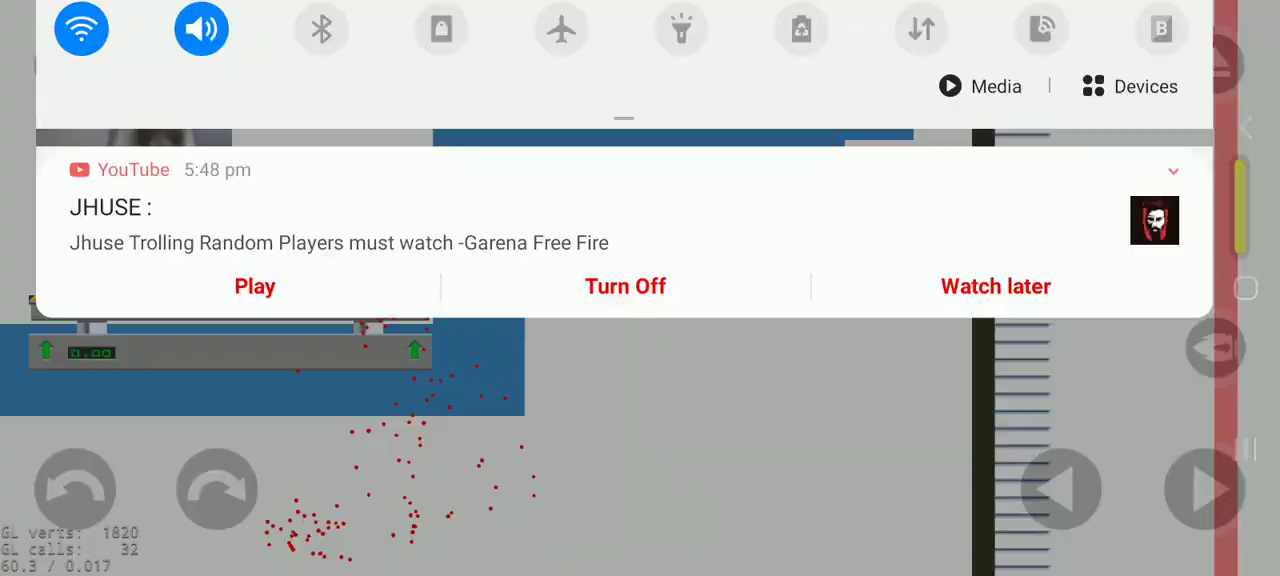 Media | Devices
YouTube 5:48 pm
JHUSE :
Jhuse Trolling Random Players must watch -Garena Free Fire
Play Turn Off Watch later
0.00
GL verts: 1820
GL calls: 32
60.3 / 0.017